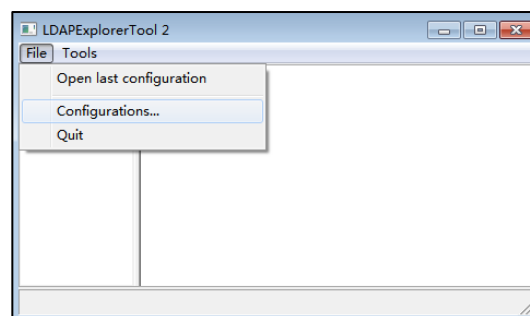 LDAPExplorerTool 2
File Tools
Open last configuration
Configurations...
Quit